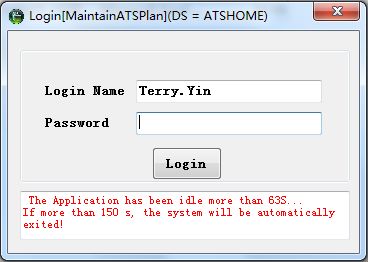 Login[MaintainATSPlan](DS = ATSHOME)
Login Name Terry.Yin
Password
Login
The Application has been idle more than 63S...
If more than 150 s, the system will be automatically
exited!